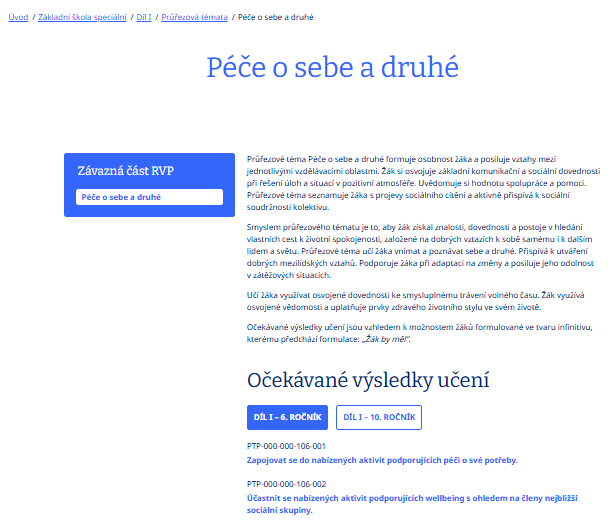 Úvod / Základní škola speciální / Díl I / Průřezová témata / Péče o sebe a druhé
Péče o sebe a druhé
Závazná část RVP
Péče o sebe a druhé
Průřezové téma Péče o sebe a druhé formuje osobnost žáka a posiluje vztahy mezi
jednotlivými vzdělávacími oblastmi. Žák si osvojuje základní komunikační a sociální dovednosti
při řešení úloh a situací v pozitivní atmosféře. Uvědomuje si hodnotu spolupráce a pomoci.
Průřezové téma seznamuje žáka s projevy sociálního cítění a aktivně přispívá k sociální
soudržnosti kolektivu.
Smyslem průřezového tématu je to, aby žák získal znalosti, dovednosti a postoje v hledání
vlastních cest k životní spokojenosti, založené na dobrých vztazích k sobě samému i k dalším
lidem a světu. Průřezové téma učí žáka vnímat a poznávat sebe a druhé. Přispívá k utváření
dobrých mezilidských vztahů. Podporuje žáka při adaptaci na změny a posiluje jeho odolnost
v zátěžových situacích.
Učí žáka využívat osvojené dovednosti ke smysluplnému trávení volného času. Žák využívá
osvojené vědomosti a uplatňuje prvky zdravého životního stylu ve svém životě.
Očekávané výsledky učení jsou vzhledem k možnostem žáků formulované ve tvaru infinitivu,
kterému předchází formulace: „Žák by měl“.
Očekávané výsledky učení
DÍL I – 6. ROČNÍK DÍL I – 10. ROČNÍK
PTP-000-000-106-001
Zapojovat se do nabízených aktivit podporujících péči o své potřeby.
PTP-000-000-106-002
Účastnit se nabízených aktivit podporujících wellbeing s ohledem na členy nejbližší
sociální skupiny.